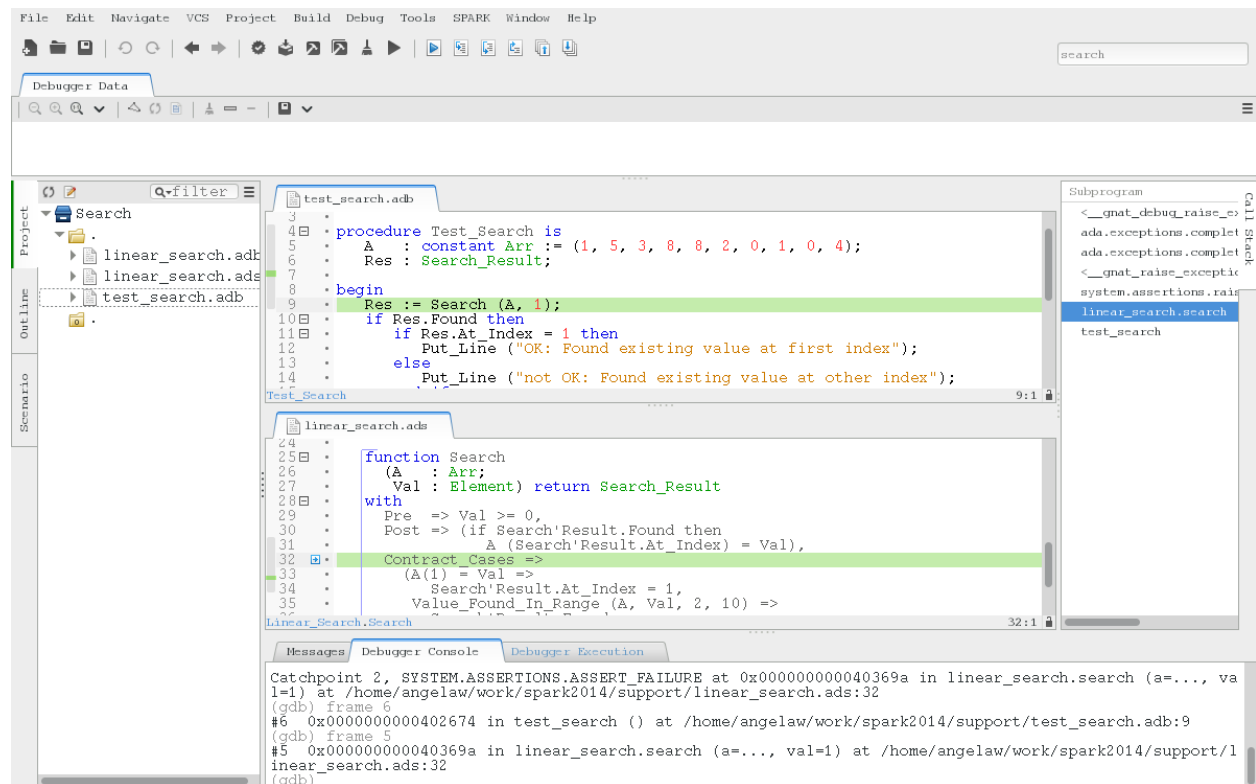 File Edit Navigate VCS Project Build Debug Tools SPARK Window Help
search
Debugger Data
filter
Project
Outline
Scenario
Search
.
linear_search.adb
linear_search.ads
test_search.adb
.
test_search.adb
3
4 procedure Test_Search is
5 A : constant Arr := (1, 5, 3, 8, 8, 2, 0, 1, 0, 4);
6 Res : Search_Result;
7
8 begin
9 Res := Search (A, 1);
10 if Res.Found then
11 if Res.At_Index = 1 then
12 Put_Line ("OK: Found existing value at first index");
13 else
14 Put_Line ("not OK: Found existing value at other index");
Test_Search 9:1
linear_search.ads
24
25 function Search
26 (A : Arr;
27 Val : Element) return Search_Result
28 with
29 Pre => Val >= 0,
30 Post => (if Search'Result.Found then
31 A (Search'Result.At_Index) = Val),
32 Contract_Cases =>
33 (A(1) = Val =>
34 Search'Result.At_Index = 1,
35 Value_Found_In_Range (A, Val, 2, 10) =>
Linear_Search.Search 32:1
Subprogram
<__gnat_debug_raise_ex
ada.exceptions.complet
ada.exceptions.complet
<__gnat_raise_exceptio
system.assertions.rais
linear_search.search
test_search
Call Stack
Messages Debugger Console Debugger Execution
Catchpoint 2, SYSTEM.ASSERTIONS.ASSERT_FAILURE at 0x000000000040369a in linear_search.search (a=..., va
l=1) at /home/angelaw/work/spark2014/support/linear_search.ads:32
(gdb) frame 6
#6 0x0000000000402674 in test_search () at /home/angelaw/work/spark2014/support/test_search.adb:9
(gdb) frame 5
#5 0x000000000040369a in linear_search.search (a=..., val=1) at /home/angelaw/work/spark2014/support/l
inear_search.ads:32
(gdb)